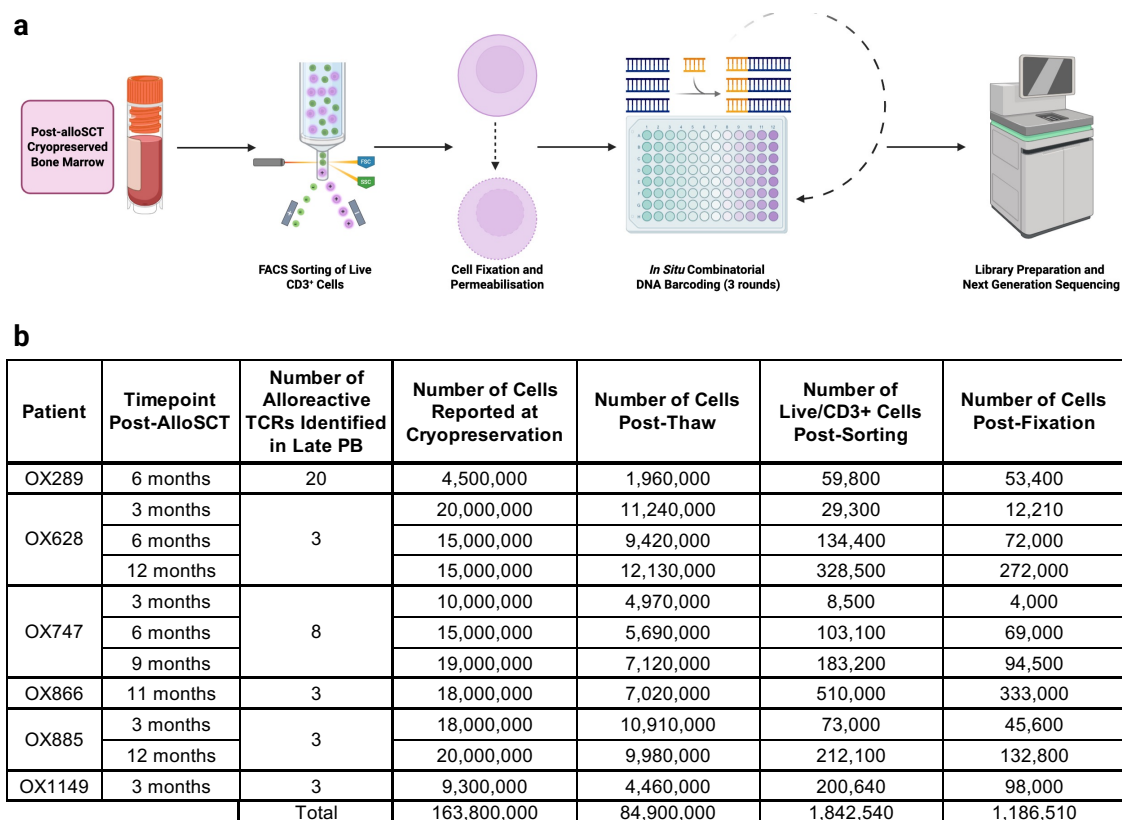 a
Post-alloSCT
Cryopreserved
Bone Marrow
FSC
SSC
FACS Sorting of Live
CD3⁺ Cells
Cell Fixation and
Permeabilisation
In Situ Combinatorial
DNA Barcoding (3 rounds)
Library Preparation and
Next Generation Sequencing
b
Patient Timepoint Post-AlloSCT Number of Alloreactive TCRs Identified in Late PB Number of Cells Reported at Cryopreservation Number of Cells Post-Thaw Number of Live/CD3+ Cells Post-Sorting Number of Cells Post-Fixation
OX289 6 months 20 4,500,000 1,960,000 59,800 53,400
OX628 3 months 3 20,000,000 11,240,000 29,300 12,210
6 months 15,000,000 9,420,000 134,400 72,000
12 months 15,000,000 12,130,000 328,500 272,000
OX747 3 months 8 10,000,000 4,970,000 8,500 4,000
6 months 15,000,000 5,690,000 103,100 69,000
9 months 19,000,000 7,120,000 183,200 94,500
OX866 11 months 3 18,000,000 7,020,000 510,000 333,000
OX885 3 months 3 18,000,000 10,910,000 73,000 45,600
12 months 20,000,000 9,980,000 212,100 132,800
OX1149 3 months 3 9,300,000 4,460,000 200,640 98,000
Total 163,800,000 84,900,000 1,842,540 1,186,510